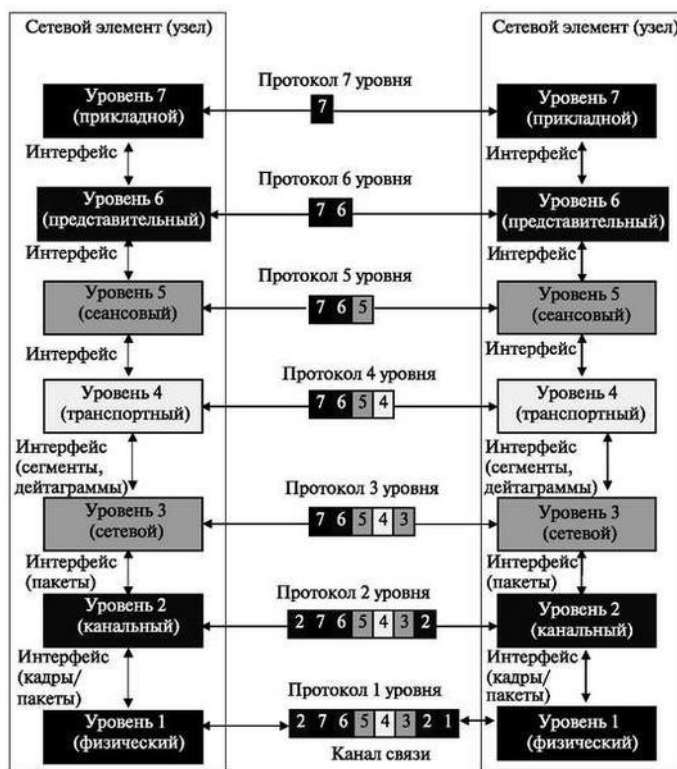 Сетевой элемент (узел)
Сетевой элемент (узел)
Протокол 7 уровня
Уровень 7
(прикладной)
7
Уровень 7
(прикладной)
Интерфейс
Интерфейс
Протокол 6 уровня
Уровень 6
(представительный)
7 6
Уровень 6
(представительный)
Интерфейс
Интерфейс
Протокол 5 уровня
Уровень 5
(сеансовый)
7 6 5
Уровень 5
(сеансовый)
Интерфейс
Интерфейс
Протокол 4 уровня
Уровень 4
(транспортный)
7 6 5 4
Уровень 4
(транспортный)
Интерфейс
(сегменты,
дейтаграммы)
Интерфейс
(сегменты,
дейтаграммы)
Протокол 3 уровня
Уровень 3
(сетевой)
7 6 5 4 3
Уровень 3
(сетевой)
Интерфейс
(пакеты)
Интерфейс
(пакеты)
Протокол 2 уровня
Уровень 2
(канальный)
2 7 6 5 4 3 2
Уровень 2
(канальный)
Интерфейс
(кадры/
пакеты)
Интерфейс
(кадры/
пакеты)
Протокол 1 уровня
Уровень 1
(физический)
2 7 6 5 4 3 2 1
Уровень 1
(физический)
Канал связи